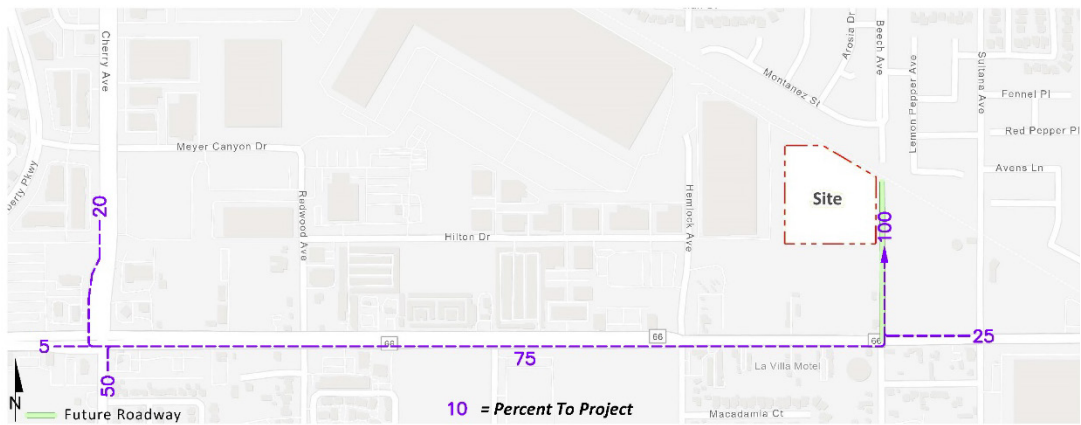 Cherry Ave
Arosia Dr
Beech Ave
Montanez St
Lemon Pepper Ave
Sultana Ave
Fennel Pl
Red Pepper Pl
Meyer Canyon Dr
Avens Ln
erty Pkwy
Redwood Ave
Hemlock Ave
Site
20
100
Hilton Dr
66
66
66
5
75
25
50
La Villa Motel
N
Future Roadway
10 = Percent To Project
Macadamia Ct